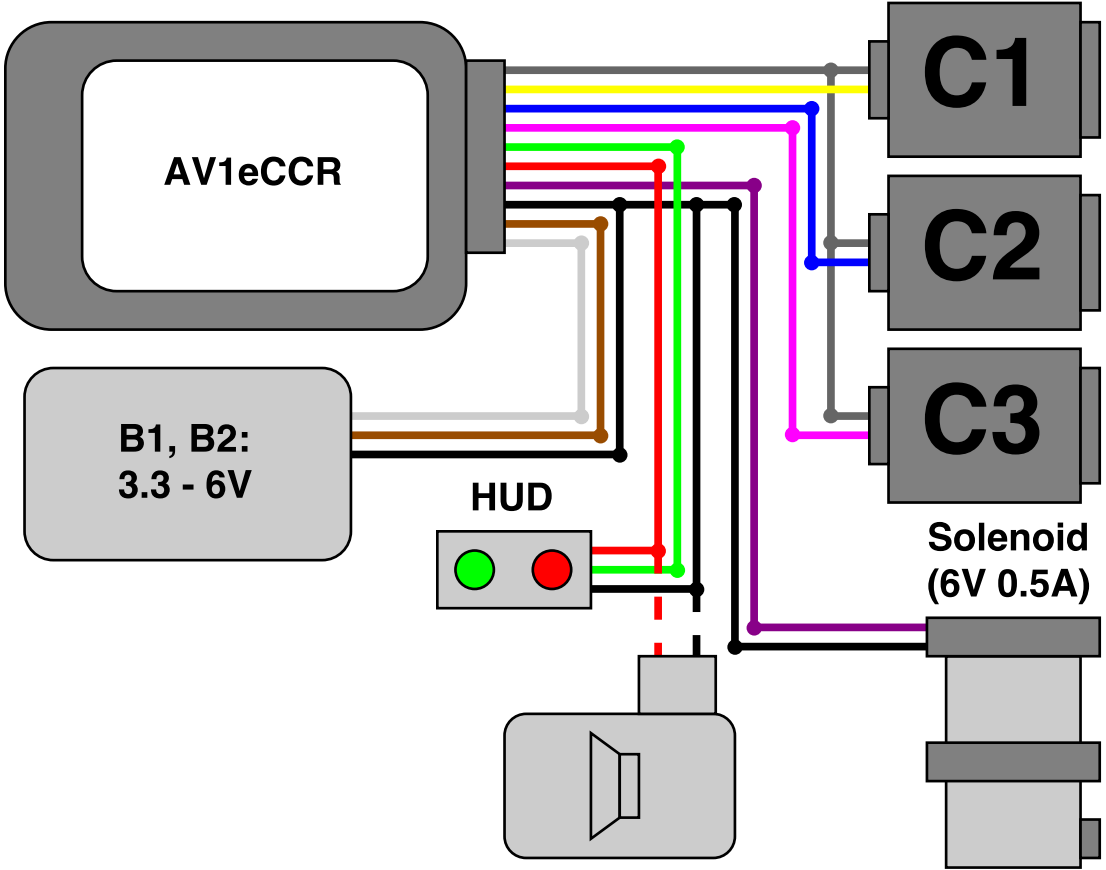 C1
AV1eCCR
C2
C3
B1, B2:
3.3 - 6V
HUD
Solenoid
(6V 0.5A)